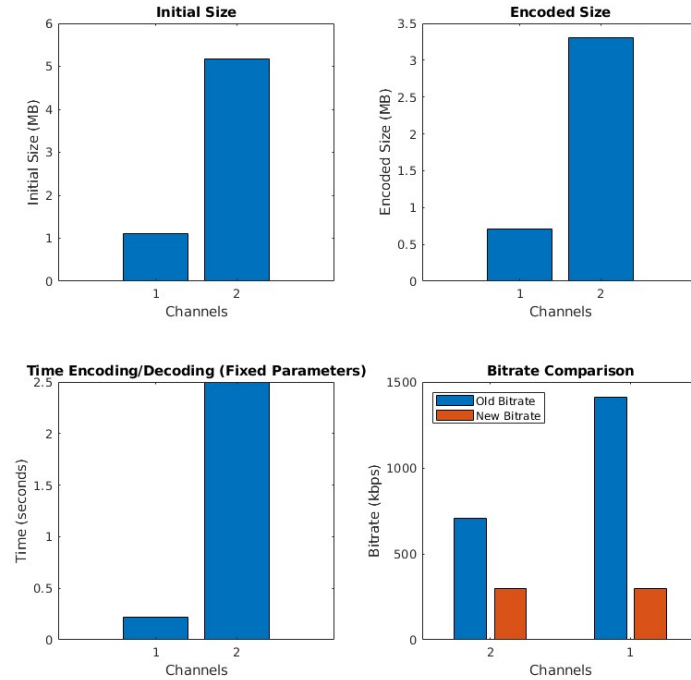 Initial Size
6
5
4
3
2
1
0
Initial Size (MB)
1 2
Channels
Encoded Size
3.5
3
2.5
2
1.5
1
0.5
0
Encoded Size (MB)
1 2
Channels
Time Encoding/Decoding (Fixed Parameters)
2.5
2
1.5
1
0.5
0
Time (seconds)
1 2
Channels
Bitrate Comparison
1500
1000
500
0
Bitrate (kbps)
Old Bitrate
New Bitrate
2 1
Channels